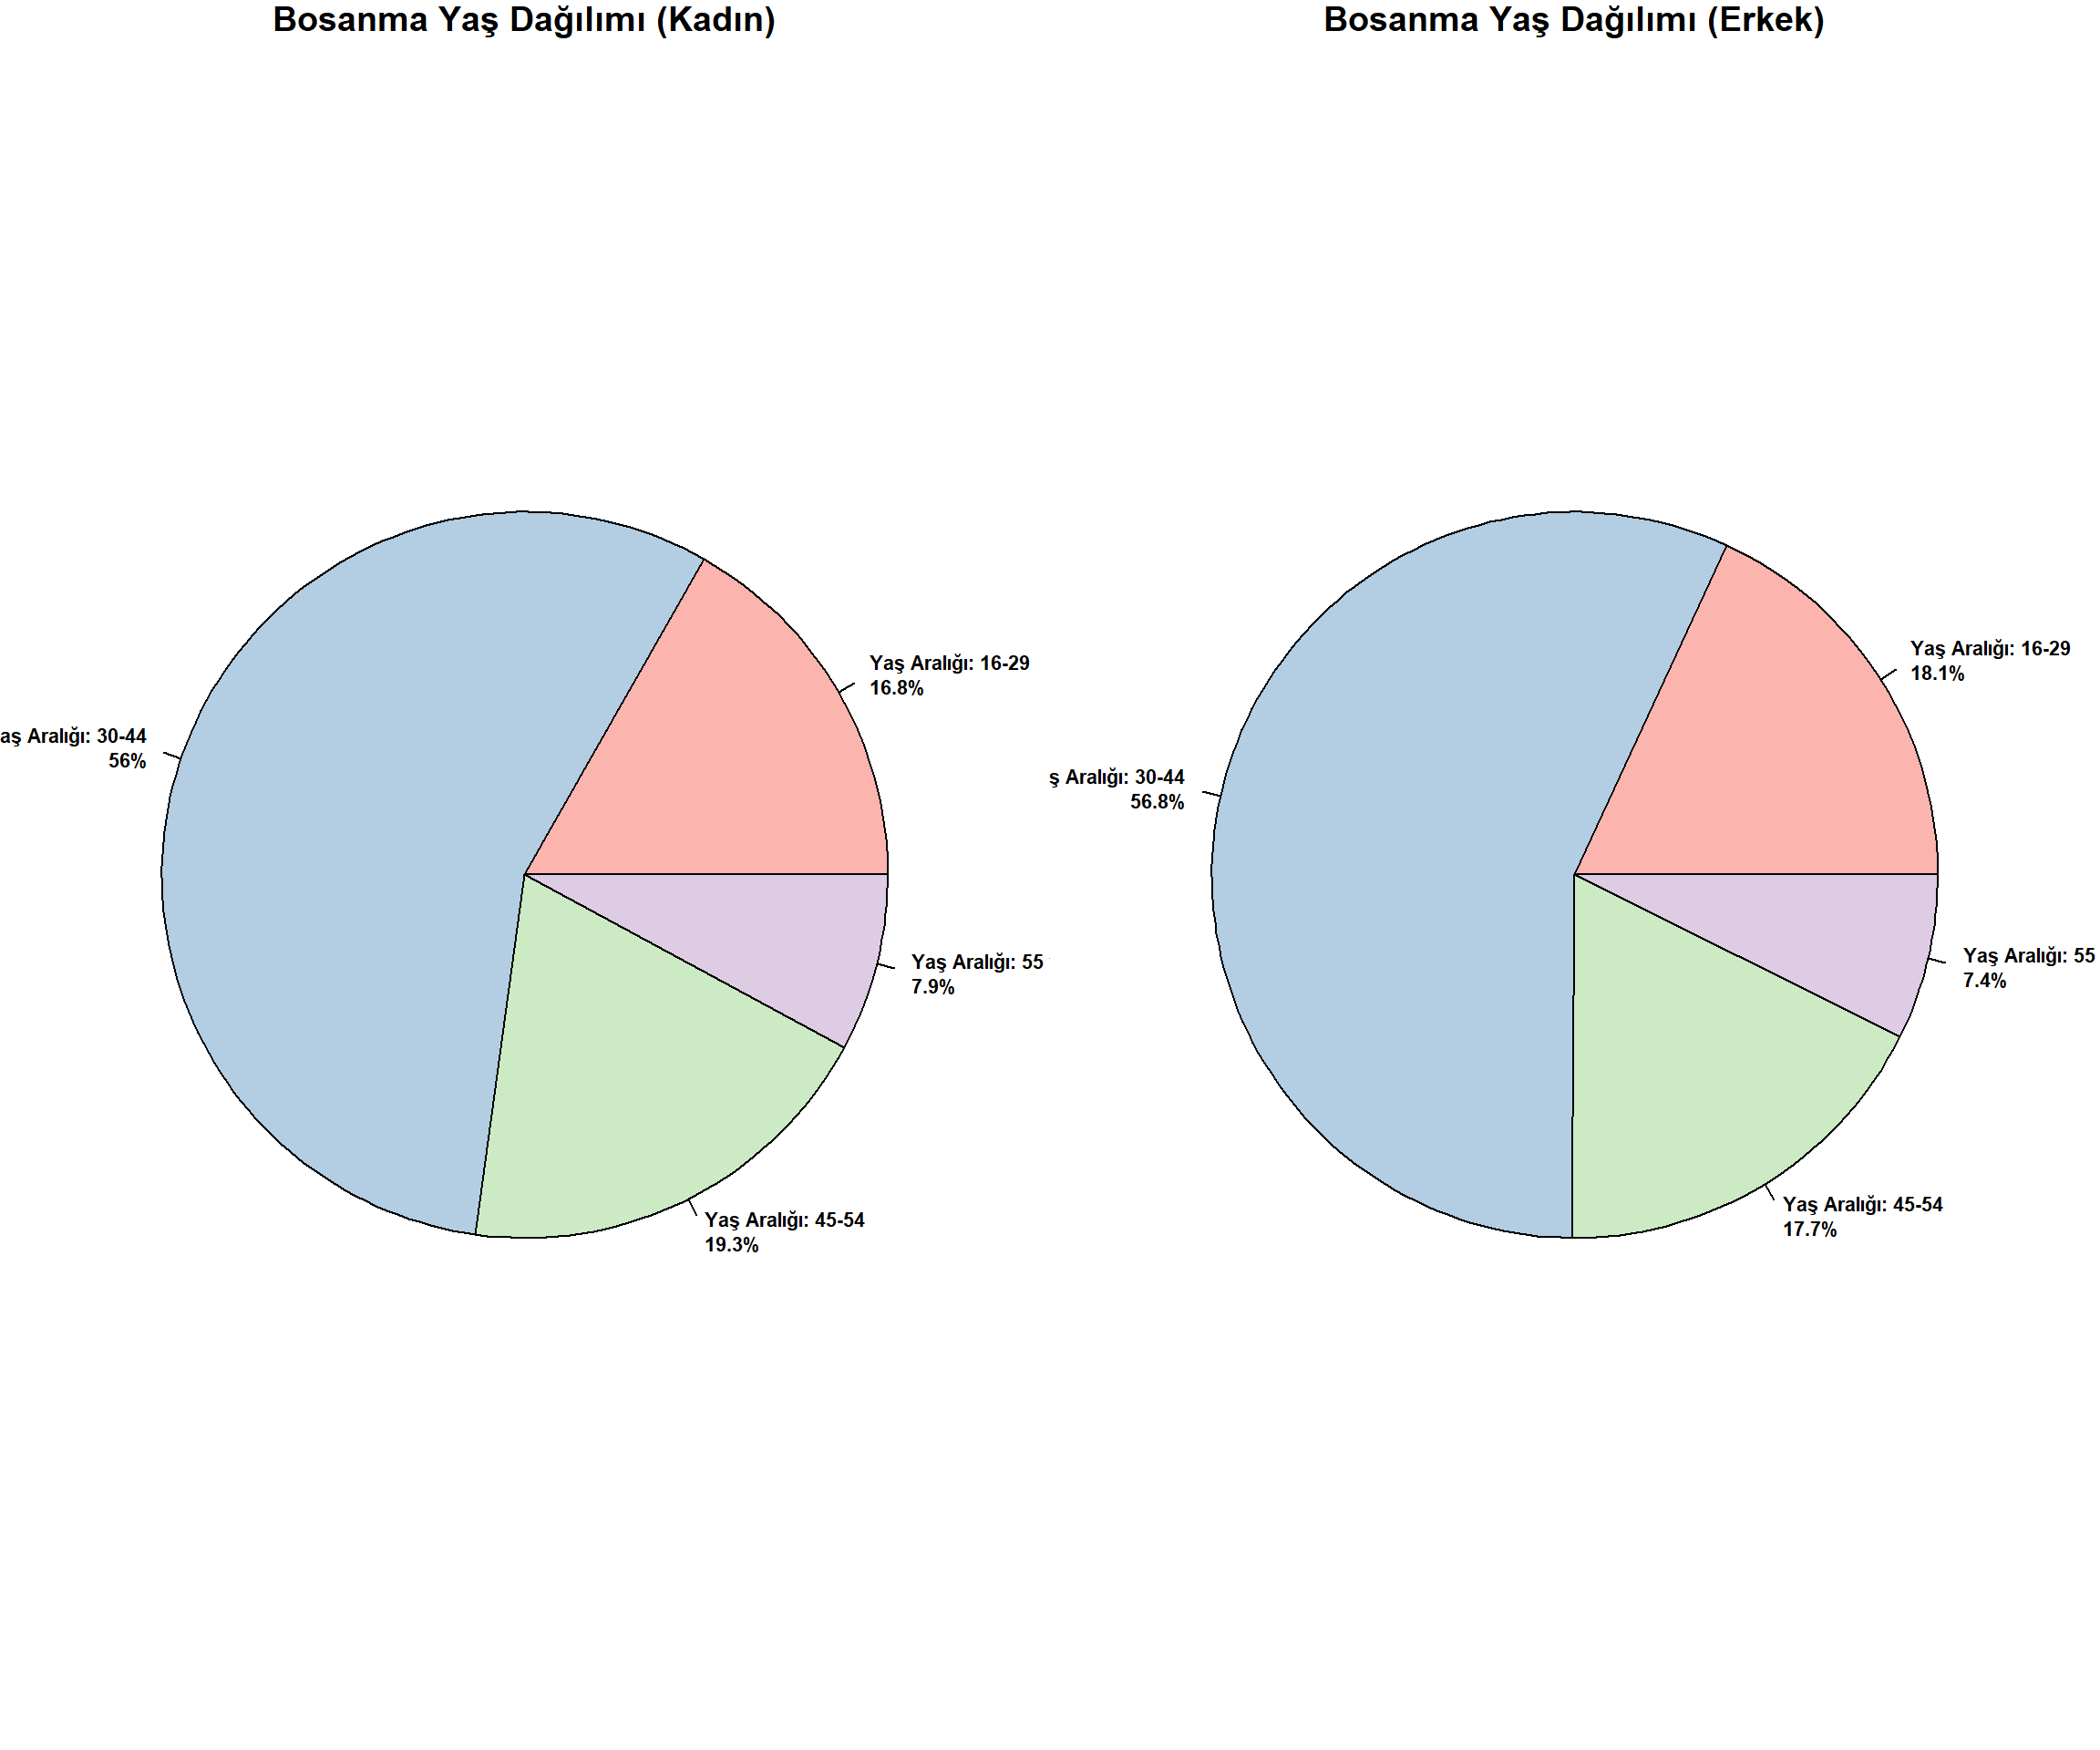 Bosanma Yaş Dağılımı (Kadın)
Yaş Aralığı: 16-29
16.8%
aş Aralığı: 30-44
56%
Yaş Aralığı: 55
7.9%
Yaş Aralığı: 45-54
19.3%
Bosanma Yaş Dağılımı (Erkek)
Yaş Aralığı: 16-29
18.1%
ş Aralığı: 30-44
56.8%
Yaş Aralığı: 55
7.4%
Yaş Aralığı: 45-54
17.7%